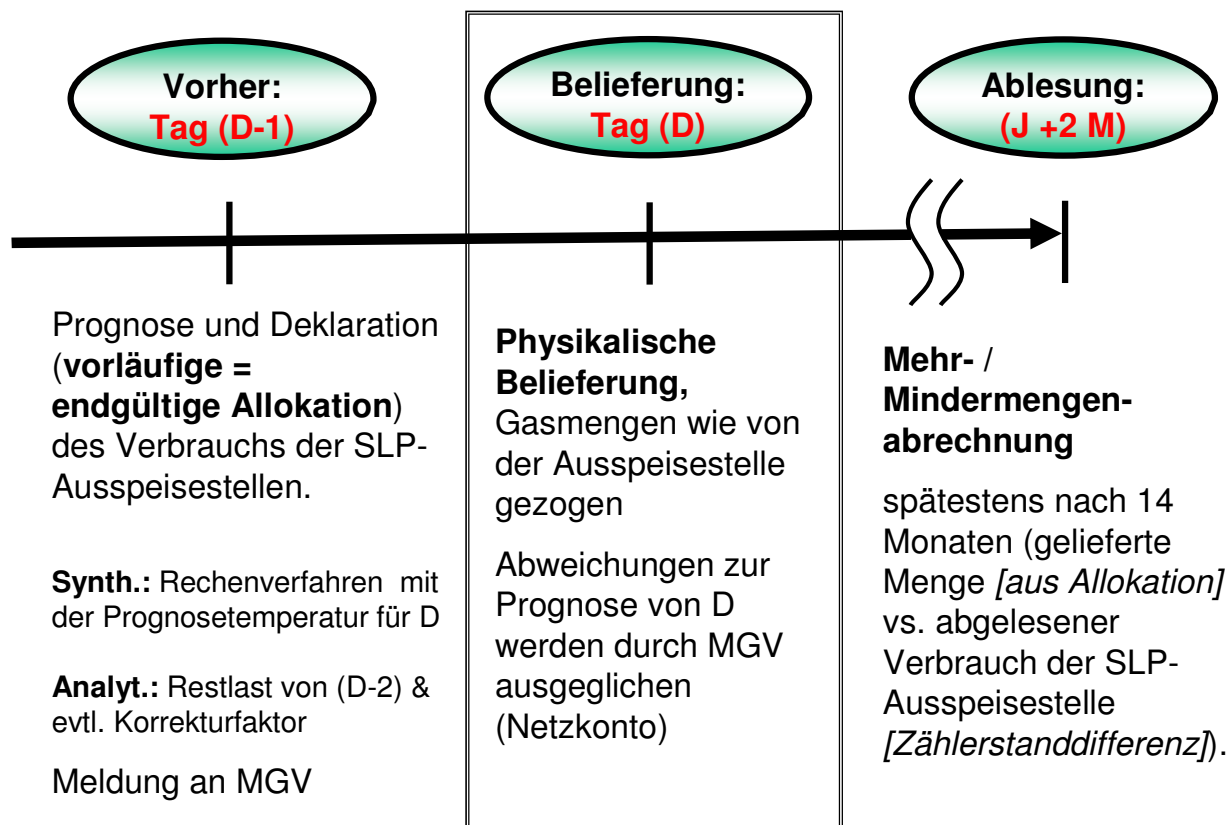 Vorher:
Tag (D-1)
Belieferung:
Tag (D)
Ablesung:
(J +2 M)
Prognose und Deklaration
(vorläufige =
endgültige Allokation)
des Verbrauchs der SLP-
Ausspeisestellen.
Synth.: Rechenverfahren mit
der Prognosetemperatur für D
Analyt.: Restlast von (D-2) &
evtl. Korrekturfaktor
Meldung an MGV
Physikalische
Belieferung,
Gasmengen wie von
der Ausspeisestelle
gezogen
Abweichungen zur
Prognose von D
werden durch MGV
ausgeglichen
(Netzkonto)
Mehr- /
Mindermengen-
abrechnung
spätestens nach 14
Monaten (gelieferte
Menge [aus Allokation]
vs. abgelesener
Verbrauch der SLP-
Ausspeisestelle
[Zählerstanddifferenz]).